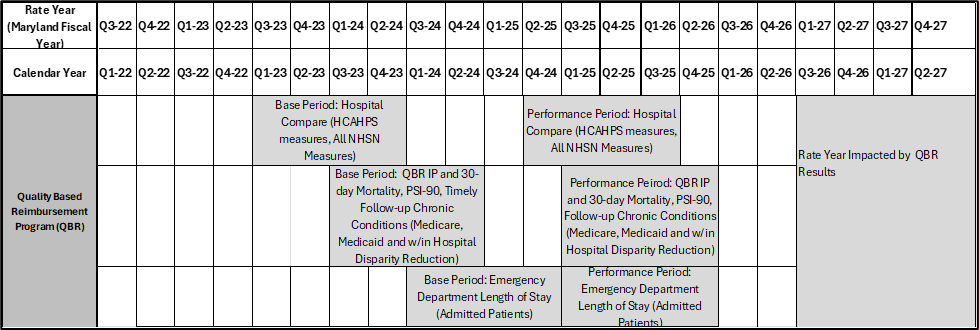 Rate Year
(Maryland Fiscal
Year)
Q3-22 Q4-22 Q1-23 Q2-23 Q3-23 Q4-23 Q1-24 Q2-24 Q3-24 Q4-24 Q1-25 Q2-25 Q3-25 Q4-25 Q1-26 Q2-26 Q3-26 Q4-26 Q1-27 Q2-27 Q3-27 Q4-27
Calendar Year
Q1-22 Q2-22 Q3-22 Q4-22 Q1-23 Q2-23 Q3-23 Q4-23 Q1-24 Q2-24 Q3-24 Q4-24 Q1-25 Q2-25 Q3-25 Q4-25 Q1-26 Q2-26 Q3-26 Q4-26 Q1-27 Q2-27
Quality Based
Reimbursement
Program (QBR)
Base Period: Hospital
Compare (HCAHPS
measures, All NHSN
Measures)
Performance Period: Hospital
Compare (HCAHPS measures,
All NHSN Measures)
Rate Year Impacted by QBR
Results
Base Period: QBR IP and 30-
day Mortality, PSI-90, Timely
Follow-up Chronic
Conditions (Medicare,
Medicaid and w/in Hospital
Disparity Reduction)
Performance Peirod: QBR IP
and 30-day Mortality, PSI-90,
Follow-up Chronic Conditions
(Medicare, Medicaid and w/in
Hospital Disparity Reduction)
Base Period: Emergency
Department Length of Stay
(Admitted Patients)
Performance Period:
Emergency Department
Length of Stay (Admitted
Patients)